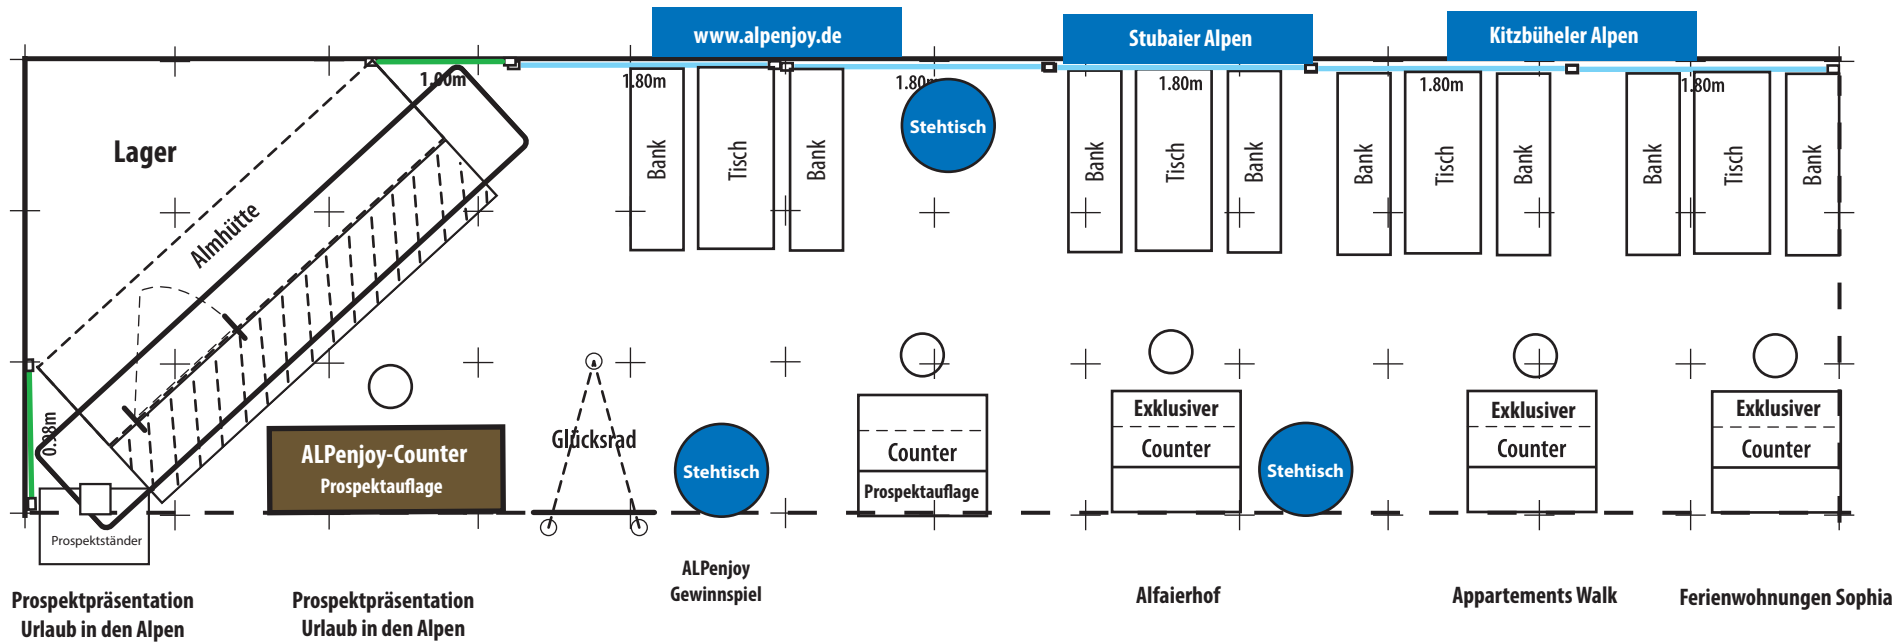 www.alpenjoy.de
Stubaier Alpen
Kitzbüheler Alpen
1.00m
1.80m
1.80m
1.80m
1.80m
1.80m
Lager
Almhütte
Bank
Tisch
Bank
Stehtisch
Bank
Tisch
Bank
Bank
Tisch
Bank
Bank
Tisch
Bank
0.98m
ALPenjoy-Counter
Prospektauflage
Glücksrad
Stehtisch
Counter
Prospektauflage
Exklusiver
Counter
Stehtisch
Exklusiver
Counter
Exklusiver
Counter
Prospektständer
Prospektpräsentation
Urlaub in den Alpen
Prospektpräsentation
Urlaub in den Alpen
ALPenjoy
Gewinnspiel
Alfaierhof
Appartements Walk
Ferienwohnungen Sophia